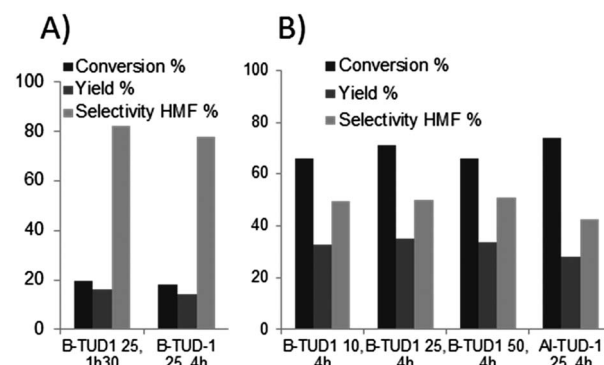 A)
B)
100
80
60
40
20
0
Conversion %
Yield %
Selectivity HMF %
B-TUD1 25,
1h30
B-TUD-1
25, 4h
100
80
60
40
20
0
Conversion %
Yield %
Selectivity HMF %
B-TUD1 10,
4h
B-TUD1 25,
4h
B-TUD1 50,
4h
Al-TUD-1
25, 4h